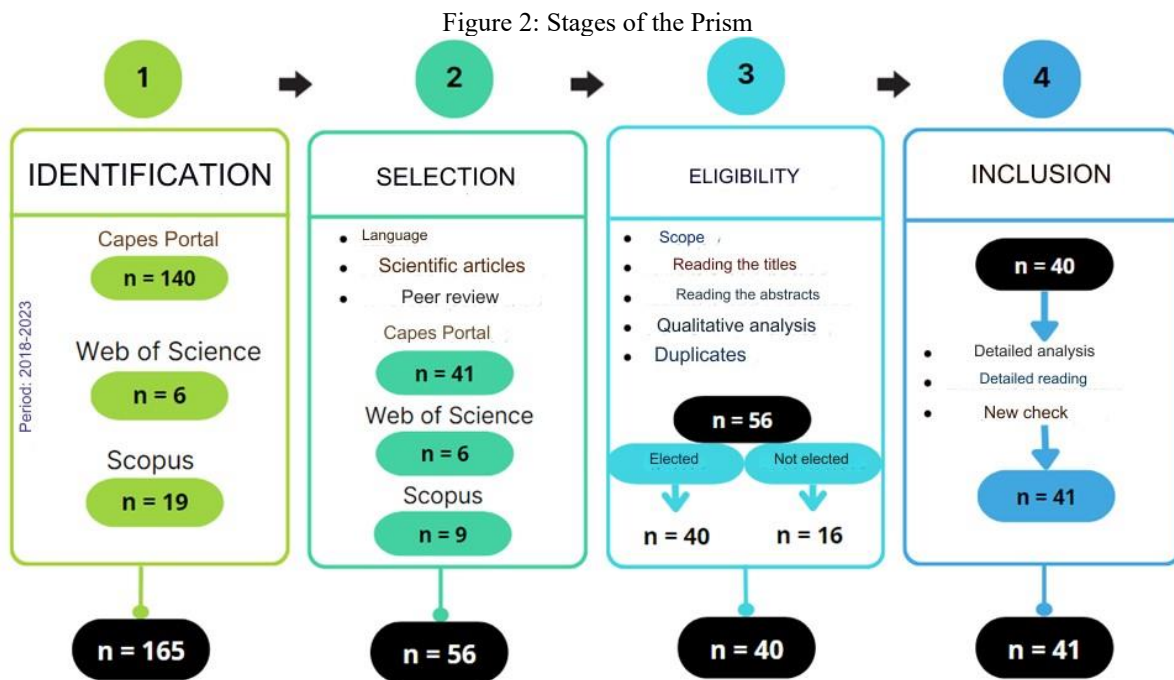 Figure 2: Stages of the Prism
1
2
3
4
IDENTIFICATION
Period: 2018-2023
Capes Portal
n = 140
Web of Science
n = 6
Scopus
n = 19
n = 165
SELECTION
Language
Scientific articles
Peer review
Capes Portal
n = 41
Web of Science
n = 6
Scopus
n = 9
n = 56
ELIGIBILITY
Scope
Reading the titles
Reading the abstracts
Qualitative analysis
Duplicates
n = 56
Elected
Not elected
n = 40
n = 16
n = 40
INCLUSION
n = 40
Detailed analysis
Detailed reading
New check
n = 41
n = 41